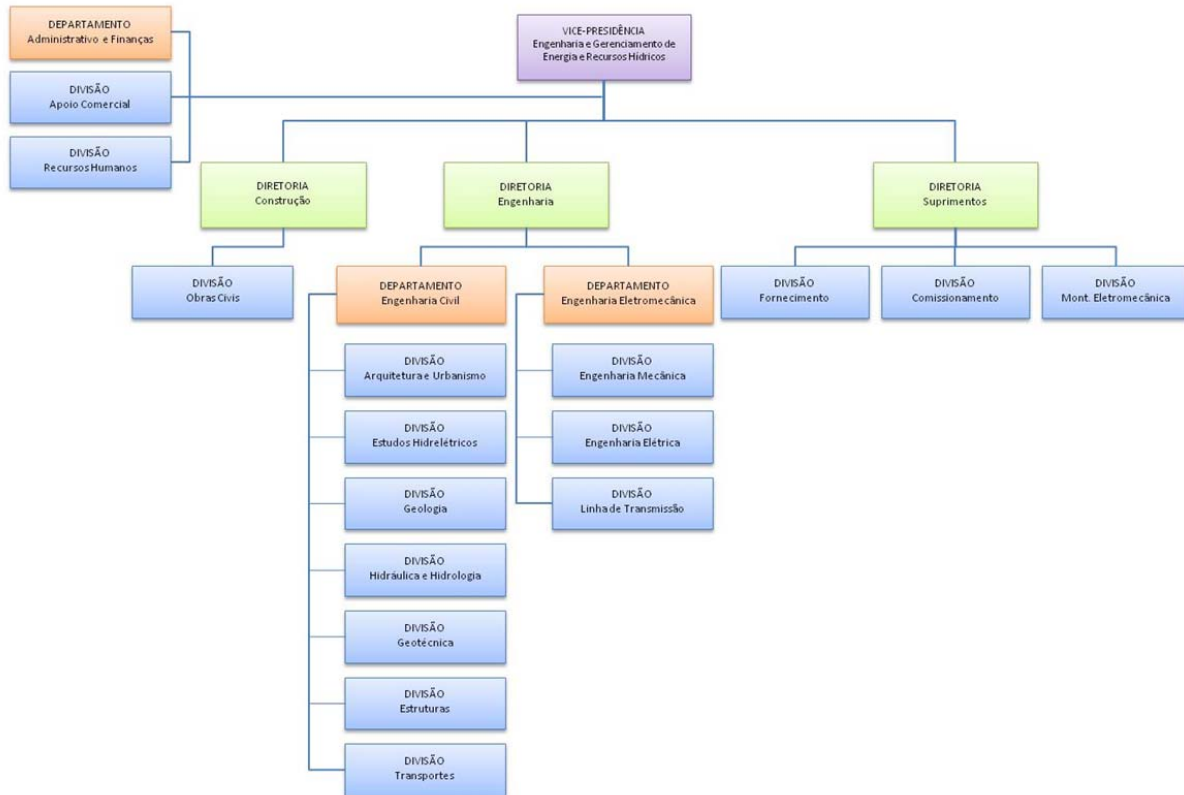 DEPARTAMENTO
Administrativo e Finanças
VICE-PRESIDÊNCIA
Engenharia e Gerenciamento de
Energia e Recursos Hídricos
DIVISÃO
Apoio Comercial
DIVISÃO
Recursos Humanos
DIRETORIA
Construção
DIRETORIA
Engenharia
DIRETORIA
Suprimentos
DIVISÃO
Obras Civis
DEPARTAMENTO
Engenharia Civil
DEPARTAMENTO
Engenharia Eletromecânica
DIVISÃO
Fornecimento
DIVISÃO
Comissionamento
DIVISÃO
Mont. Eletromecânica
DIVISÃO
Arquitetura e Urbanismo
DIVISÃO
Estudos Hidrelétricos
DIVISÃO
Geologia
DIVISÃO
Hidráulica e Hidrologia
DIVISÃO
Geotécnica
DIVISÃO
Estruturas
DIVISÃO
Transportes
DIVISÃO
Engenharia Mecânica
DIVISÃO
Engenharia Elétrica
DIVISÃO
Linha de Transmissão